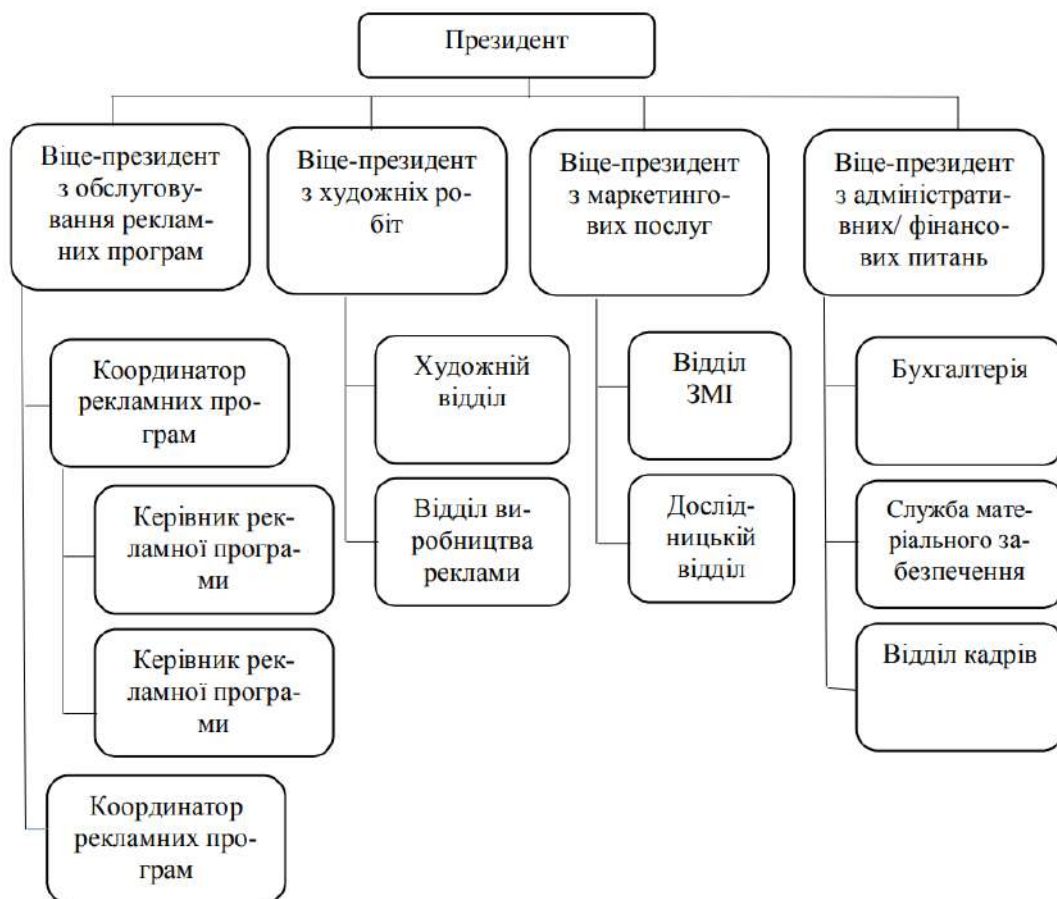 Президент
Віце-президент
з обслугову-
вання реклам-
них програм
Віце-президент
з художніх ро-
біт
Віце-президент
з маркетинго-
вих послуг
Віце-президент
з адміністрати-
вних/ фінансо-
вих питань
Координатор
рекламних про-
грам
Керівник рек-
ламної програ-
ми
Керівник рек-
ламної програ-
ми
Координатор
рекламних про-
грам
Художній
відділ
Відділ ви-
робництва
реклами
Відділ
ЗМІ
Дослід-
ницькій
відділ
Бухгалтерія
Служба мате-
ріального за-
безпечення
Відділ кадрів